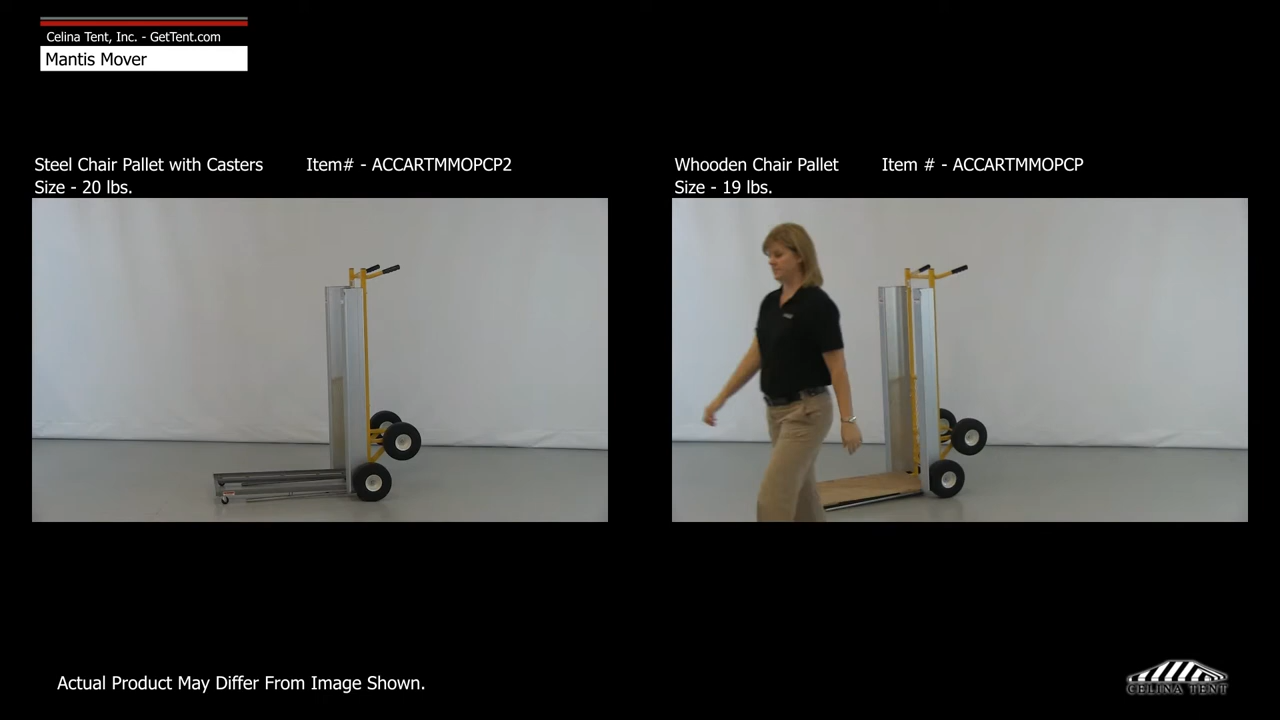 Celina Tent, Inc. - GetTent.com
Mantis Mover
Steel Chair Pallet with Casters Item# - ACCARTMMOPCP2
Size - 20 lbs.
Whooden Chair Pallet Item # - ACCARTMMOPCP
Size - 19 lbs.
Actual Product May Differ From Image Shown.
CELINA TENT